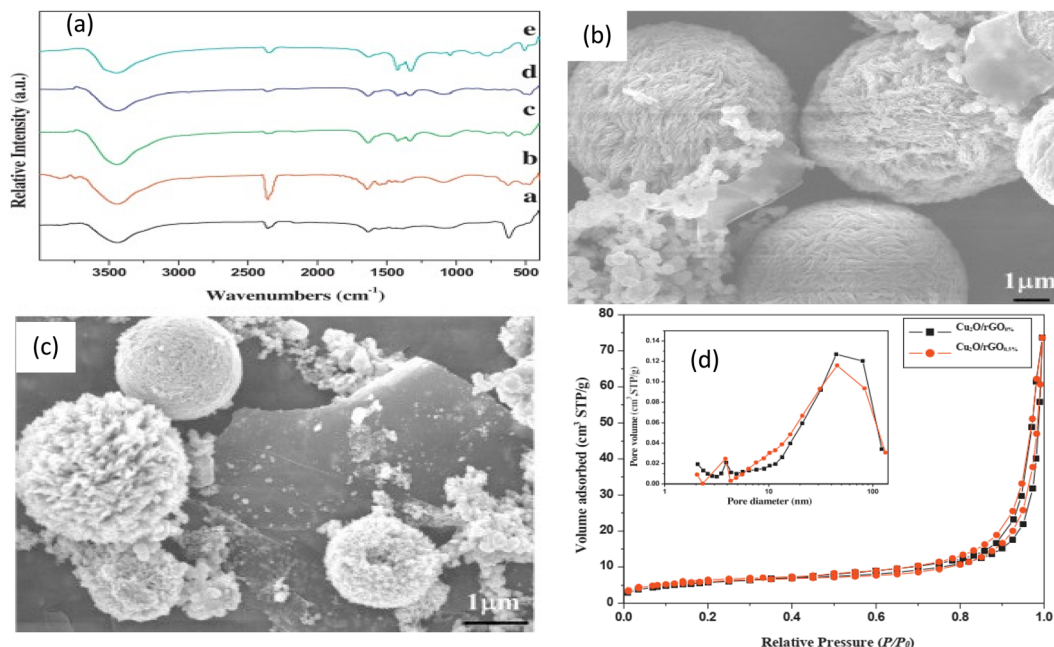 (a)
e
d
c
b
a
Relative Intensity (a.u.)
3500 3000 2500 2000 1500 1000 500
Wavenumbers (cm⁻¹)
(b)
1μm
(c)
1μm
(d)
Cu₂O/rGO₀%
Cu₂O/rGO₀.₅%
Volume adsorbed (cm³ STP/g)
80
70
60
50
40
30
20
10
0
0.0 0.2 0.4 0.6 0.8 1.0
Relative Pressure (P/P₀)
Pore volume (cm³,STP/g)
0.12
0.10
0.08
0.06
0.04
0.02
0.00
1 10 100
Pore diameter (nm)